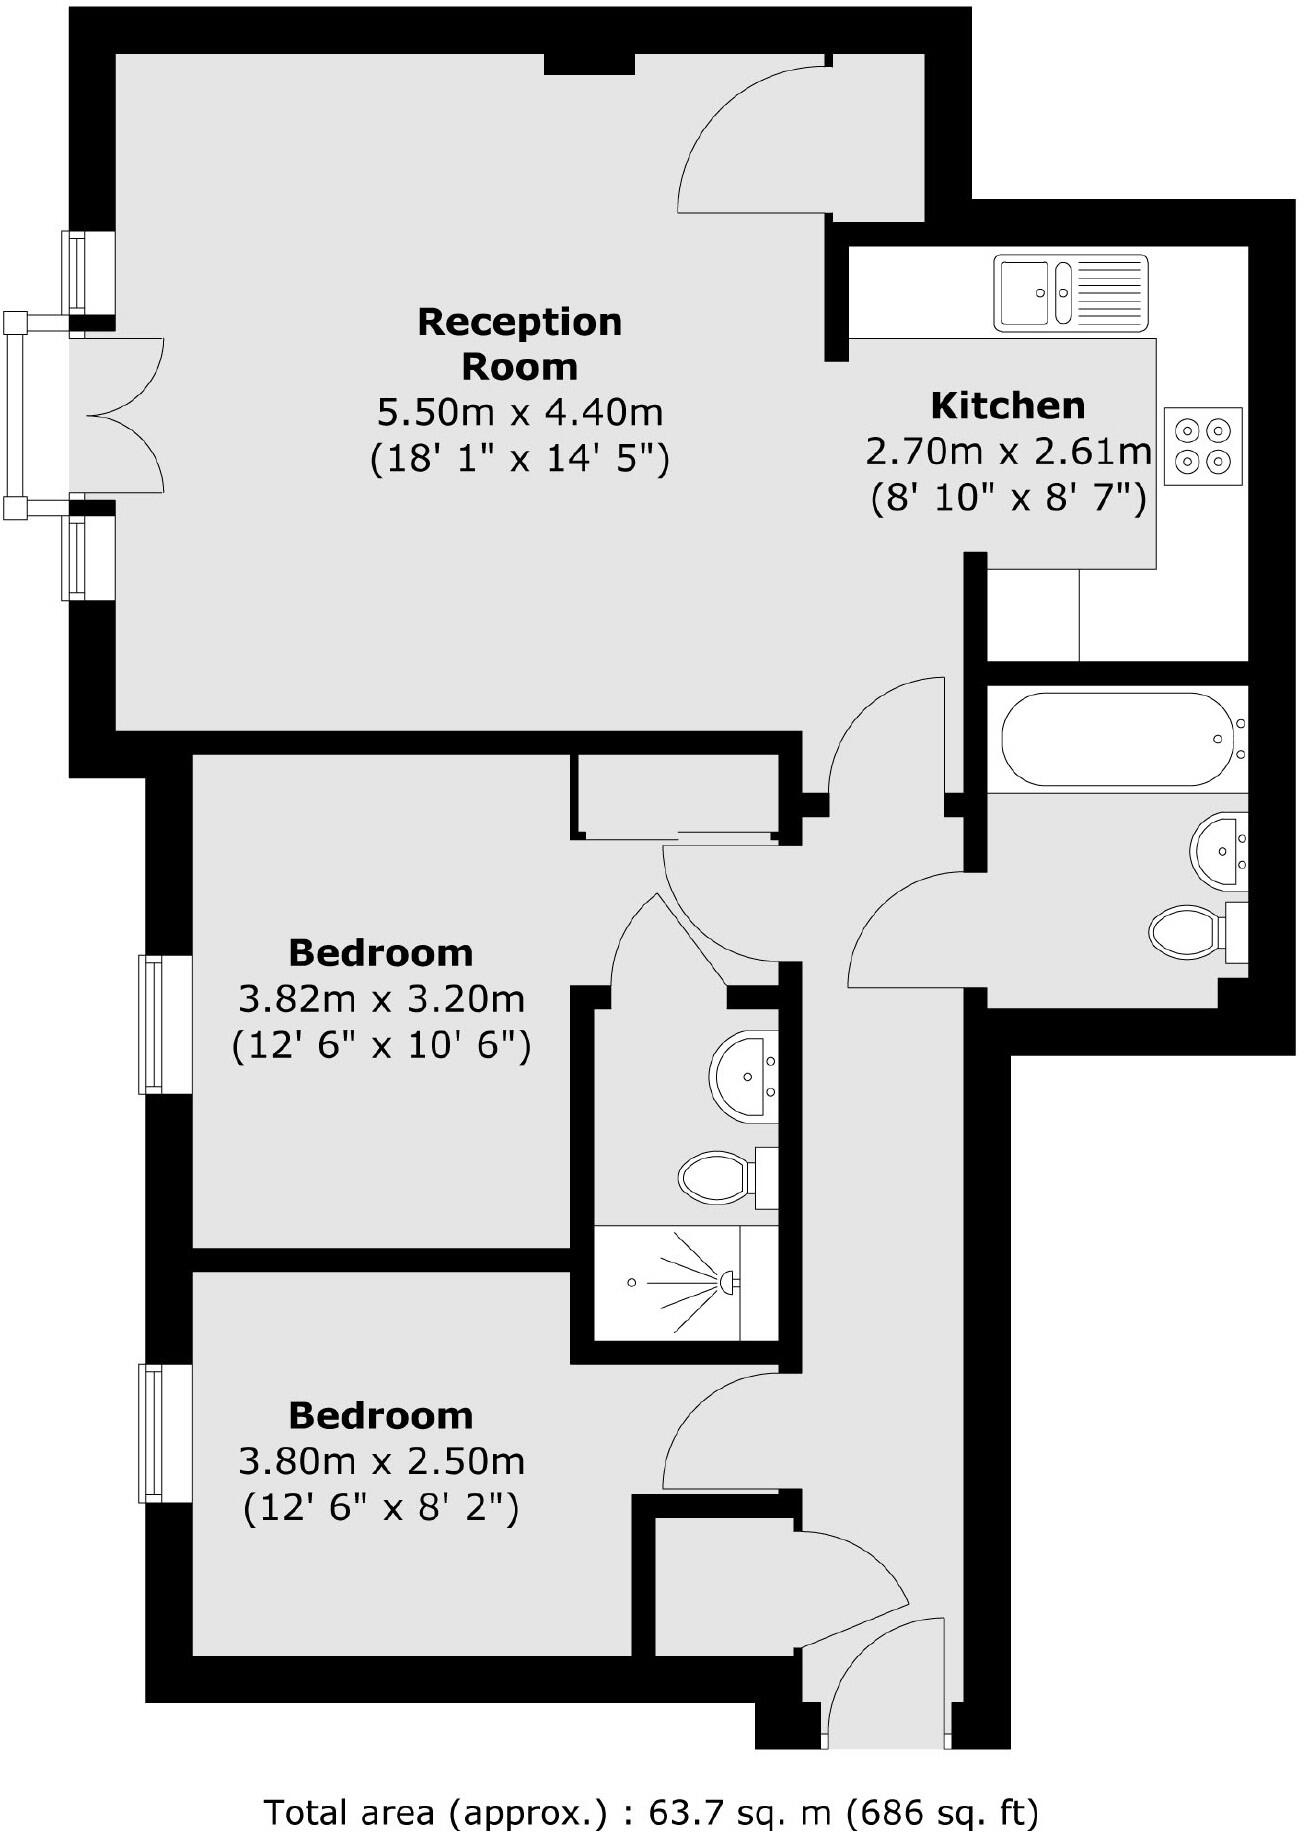 Reception
Room
5.50m x 4.40m
(18' 1" x 14' 5")
Kitchen
2.70m x 2.61m
(8' 10" x 8' 7")
Bedroom
3.82m x 3.20m
(12' 6" x 10' 6")
Bedroom
3.80m x 2.50m
(12' 6" x 8' 2")
Total area (approx.) : 63.7 sq. m (686 sq. ft)